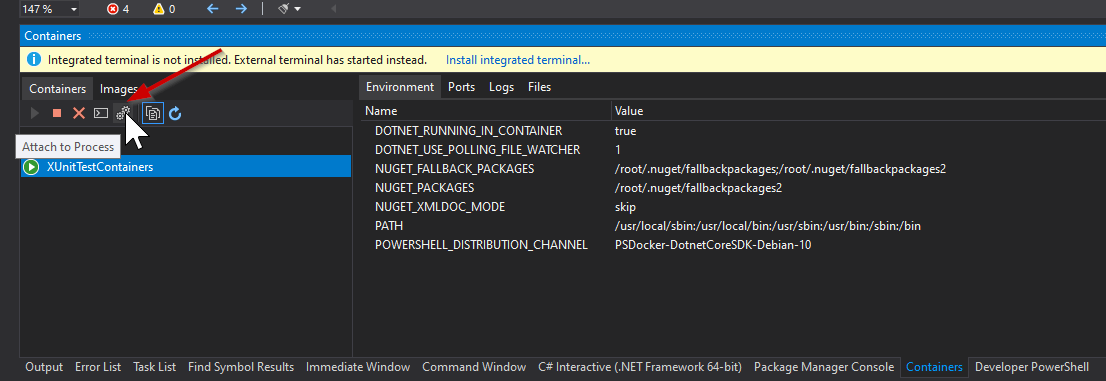 147 %
4
0
Containers
Integrated terminal is not installed. External terminal has started instead. Install integrated terminal...
Containers Images
Environment Ports Logs Files
Name Value
Attach to Process
XUnitTestContainers
DOTNET_RUNNING_IN_CONTAINER true
DOTNET_USE_POLLING_FILE_WATCHER 1
NUGET_FALLBACK_PACKAGES /root/.nuget/fallbackpackages;/root/.nuget/fallbackpackages2
NUGET_PACKAGES /root/.nuget/fallbackpackages2
NUGET_XMLDOC_MODE skip
PATH /usr/local/sbin:/usr/local/bin:/usr/sbin:/usr/bin:/sbin:/bin
POWERSHELL_DISTRIBUTION_CHANNEL PSDocker-DotnetCoreSDK-Debian-10
Output Error List Task List Find Symbol Results Immediate Window Command Window C# Interactive (.NET Framework 64-bit) Package Manager Console Containers Developer PowerShell